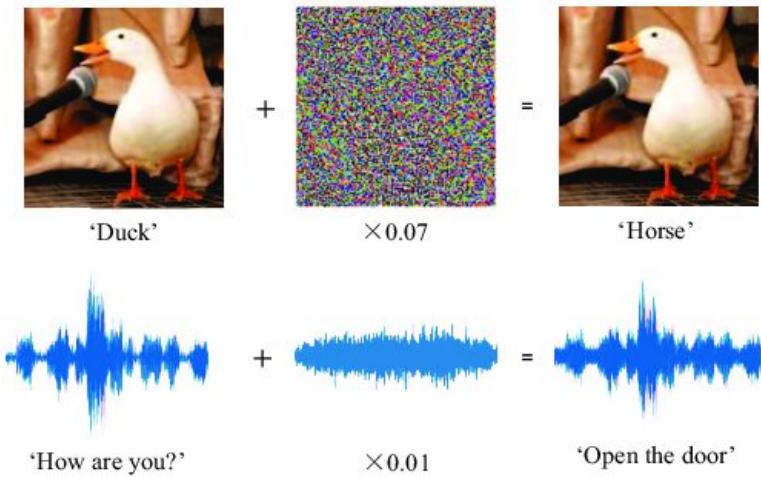 + =
‘Duck’ ×0.07 ‘Horse’
+ =
‘How are you?’ ×0.01 ‘Open the door’